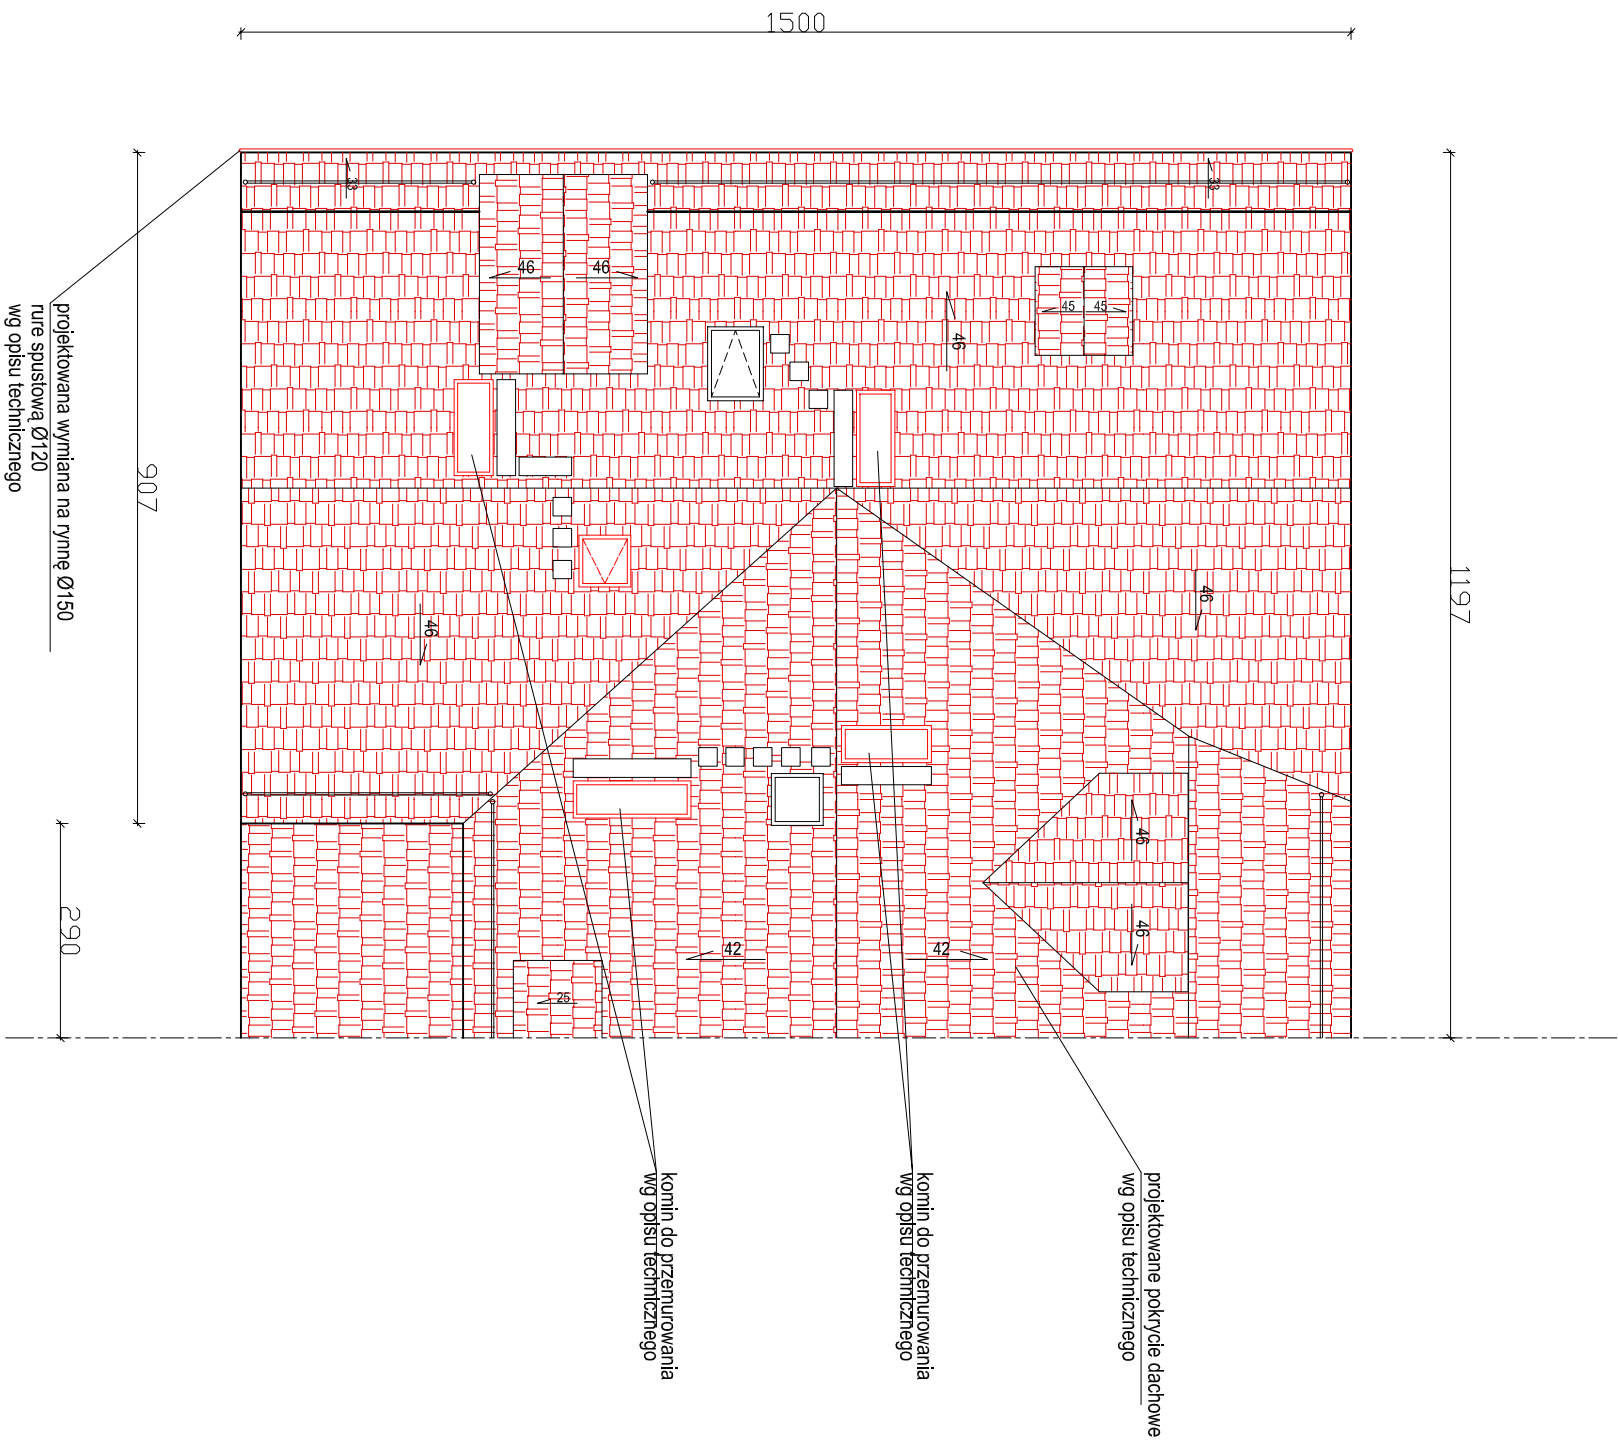 1500
1197
907
290
33
33
46
46
45
45
46
46
46
46
46
42
42
25
projektowana wymiana na rynnę Ø150
rure spustową Ø120
wg opisu technicznego
komin do przemurowania
wg opisu technicznego
komin do przemurowania
wg opisu technicznego
projektowane pokrycie dachowe
wg opisu technicznego